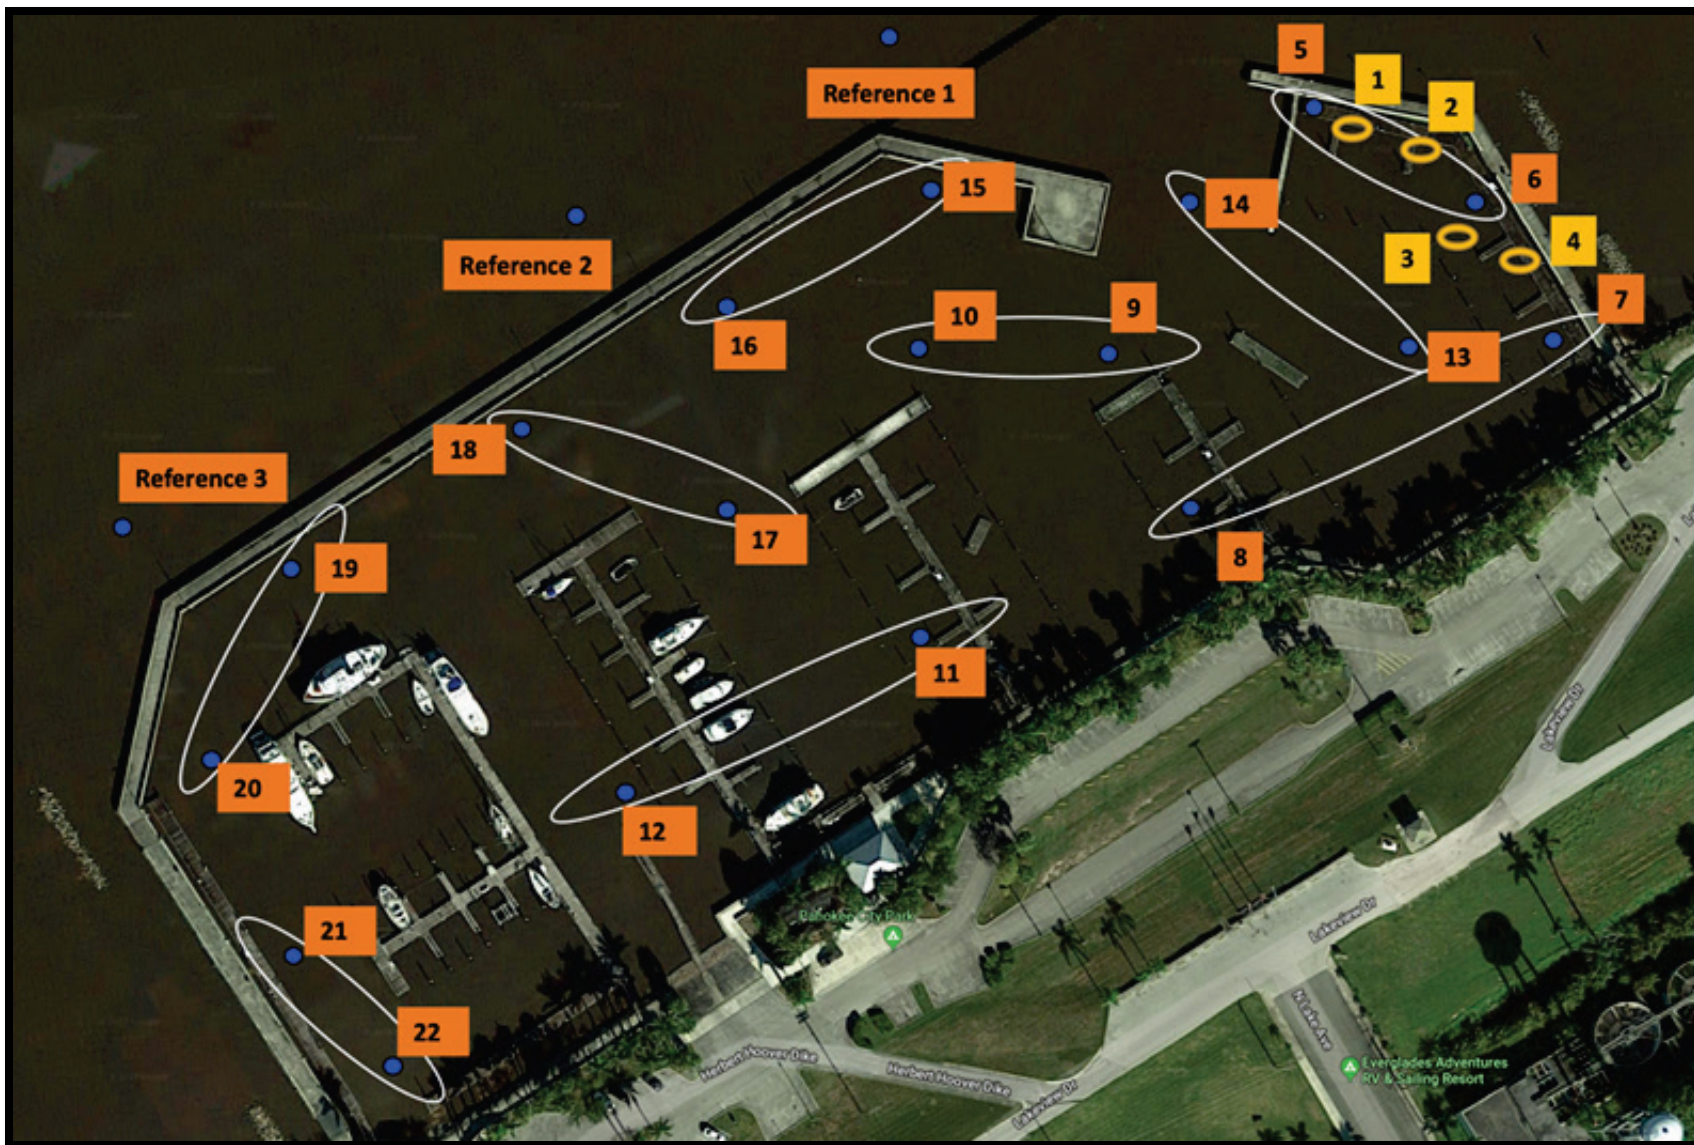 5
1
2
Reference 1
15
14
6
Reference 2
3
4
16
10
9
7
13
18
Reference 3
17
8
19
11
20
12
21
22
Pahokee City Park
Lakeview Dr
Lakeview Dr
N Lake Ave
Herbert Hoover Dike
Herbert Hoover Dike
Lakeview Dr
Everglades Adventures
RV & Sailing Resort